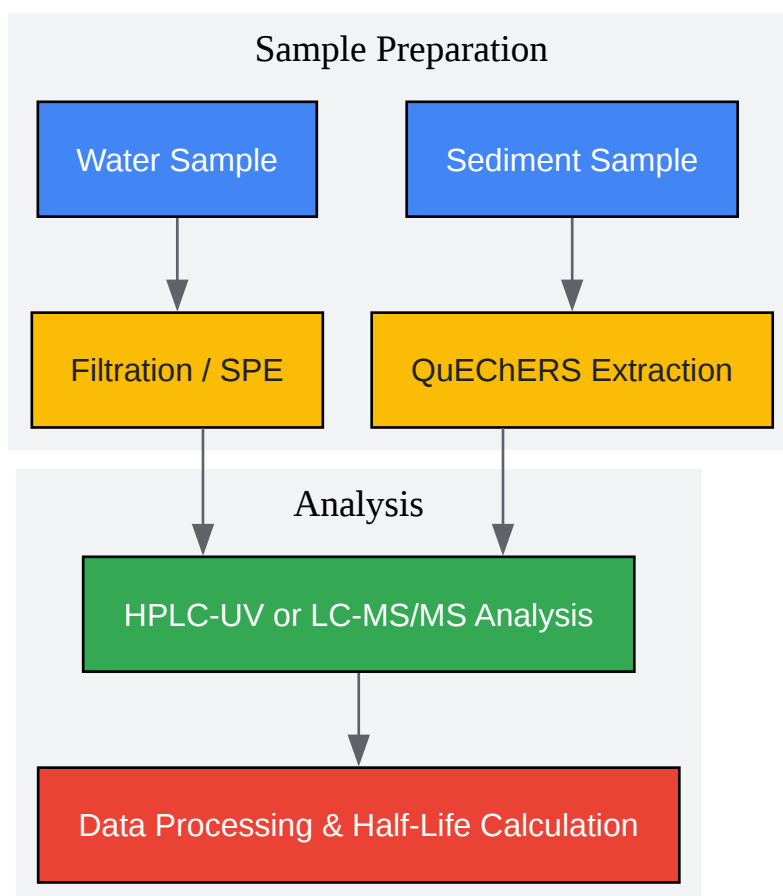 Sample Preparation
Water Sample
Sediment Sample
Filtration / SPE
QuEChERS Extraction
Analysis
HPLC-UV or LC-MS/MS Analysis
Data Processing & Half-Life Calculation